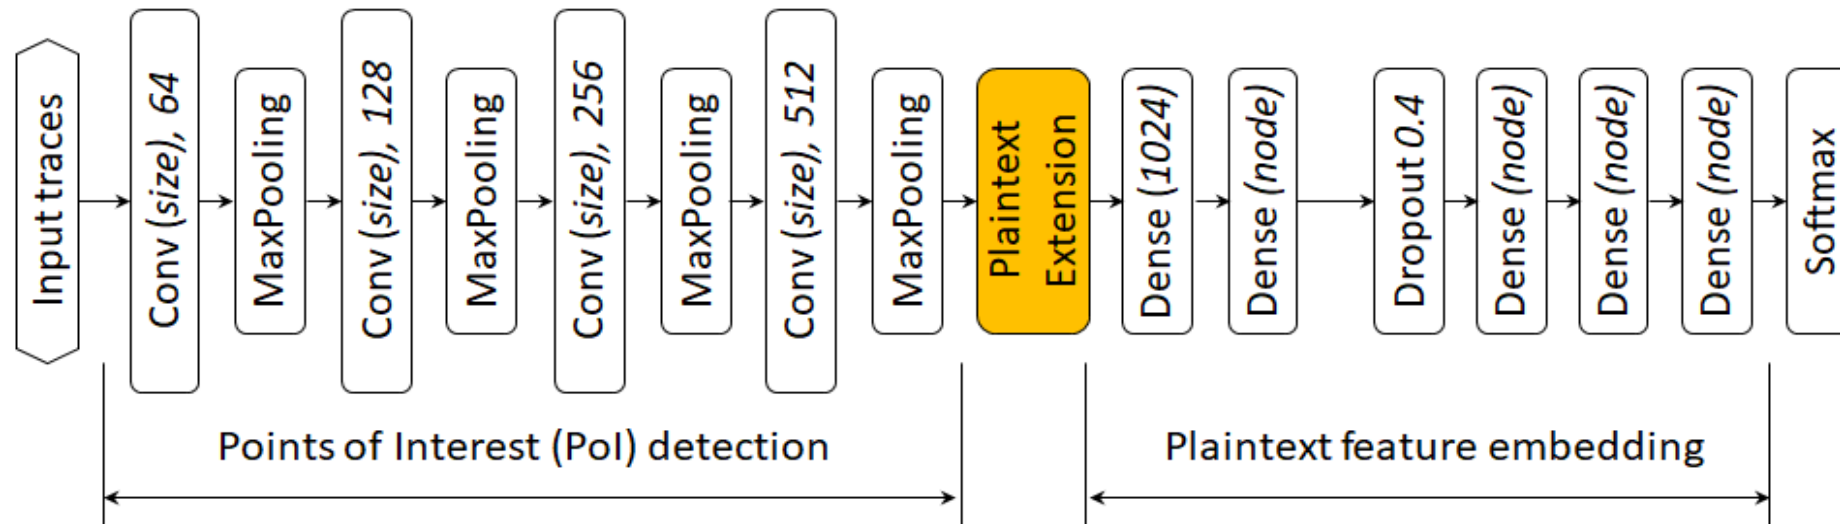 Input traces
Conv (size), 64
MaxPooling
Conv (size), 128
MaxPooling
Conv (size), 256
MaxPooling
Conv (size), 512
MaxPooling
Plaintext
Extension
Dense (1024)
Dense (node)
Dropout 0.4
Dense (node)
Dense (node)
Dense (node)
Softmax
Points of Interest (PoI) detection
Plaintext feature embedding